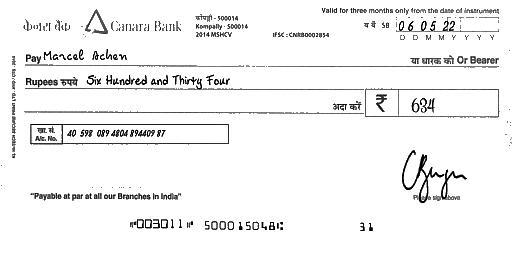 Valid for three months only from the date of instrument
केनरा बैंक Canara Bank
कोंपल्ली - 500014
Kompally - 500014
2014 MSHCV
IFSC : CNRB0002854
SB 06 05 22
D D M M Y Y Y Y
Pay Marcel Achen या धारक को Or Bearer
Rupees रुपये Six Hundred and Thirty Four
अदा करें ₹ 634
खा. सं.
A/c. No. 40 598 089 4804 894409 87
Please sign above
"Payable at par at all our Branches in India"
⑈003011⑈ 500015048⑆ 31